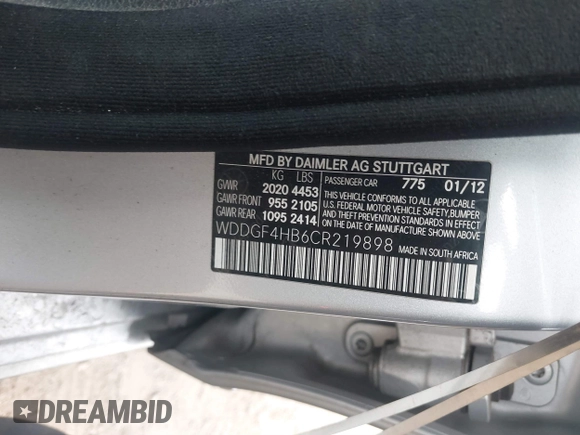 MFD BY DAIMLER AG STUTTGART
KG LBS
GVWR 2020 4453
GAWR FRONT 955 2105
GAWR REAR 1095 2414
PASSENGER CAR 775 01/12
THIS VEHICLE CONFORMS TO ALL APPLICABLE
U.S. FEDERAL MOTOR VEHICLE SAFETY, BUMPER
AND THEFT PREVENTION STANDARDS IN EFFECT
ON THE DATE OF MANUFACTURE SHOWN ABOVE.
WDDGF4HB6CR219898
MADE IN SOUTH AFRICA
DREAMBID